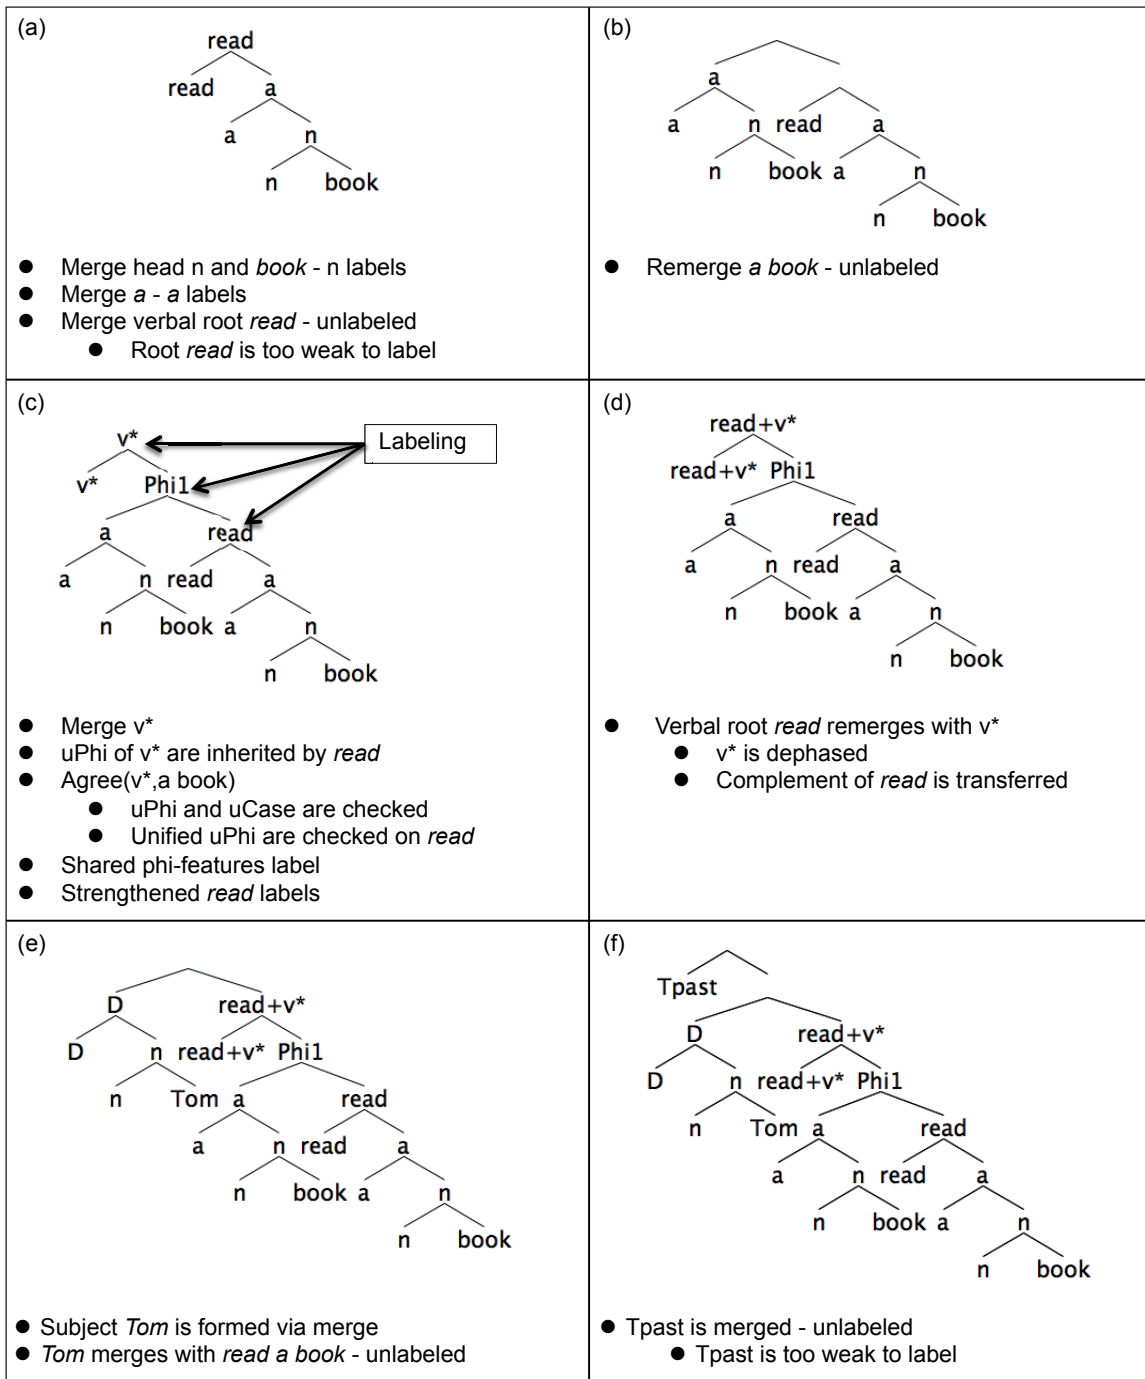 (a)
read
read a
a n
n book
● Merge head n and book - n labels
● Merge a - a labels
● Merge verbal root read - unlabeled
● Root read is too weak to label
(b)
a
a n read a
n book a n
n book
● Remerge a book - unlabeled
(c)
v* Labeling
v* Phi1
a read
a n read a
n book a n
n book
● Merge v*
● uPhi of v* are inherited by read
● Agree(v*,a book)
● uPhi and uCase are checked
● Unified uPhi are checked on read
● Shared phi-features label
● Strengthened read labels
(d)
read+v*
read+v* Phi1
a read
a n read a
n book a n
n book
● Verbal root read remerges with v*
● v* is dephased
● Complement of read is transferred
(e)
D read+v*
D n read+v* Phi1
n Tom a read
a n read a
n book a n
n book
● Subject Tom is formed via merge
● Tom merges with read a book - unlabeled
(f)
Tpast
D read+v*
D n read+v* Phi1
n Tom a read
a n read a
n book a n
n book
● Tpast is merged - unlabeled
● Tpast is too weak to label